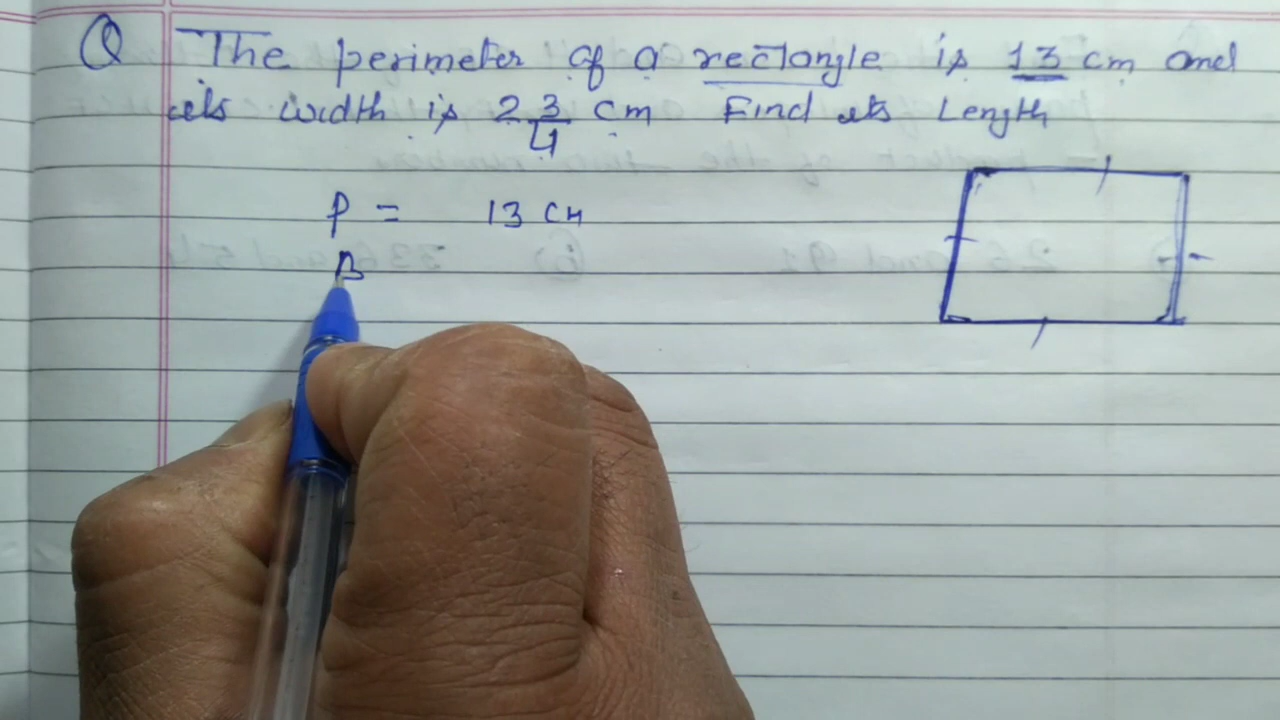 Q The perimeter of a rectangle is 13 cm and
its width is 2 3/4 cm Find its Length
P = 13 cm
B